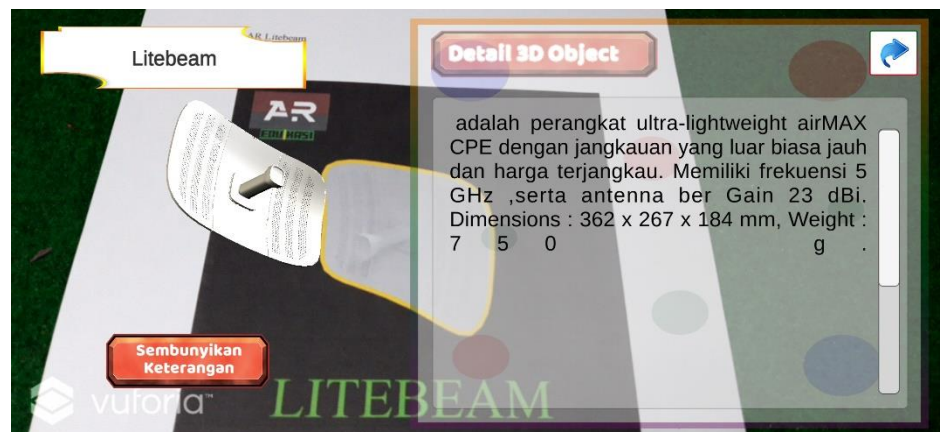 Litebeam
AR Litebeam
AR
EDUKASI
Detail 3D Object
adalah perangkat ultra-lightweight airMAX
CPE dengan jangkauan yang luar biasa jauh
dan harga terjangkau. Memiliki frekuensi 5
GHz ,serta antenna ber Gain 23 dBi.
Dimensions : 362 x 267 x 184 mm, Weight :
7 5 0 g .
Sembunyikan
Keterangan
vuforia™
LITEBEAM